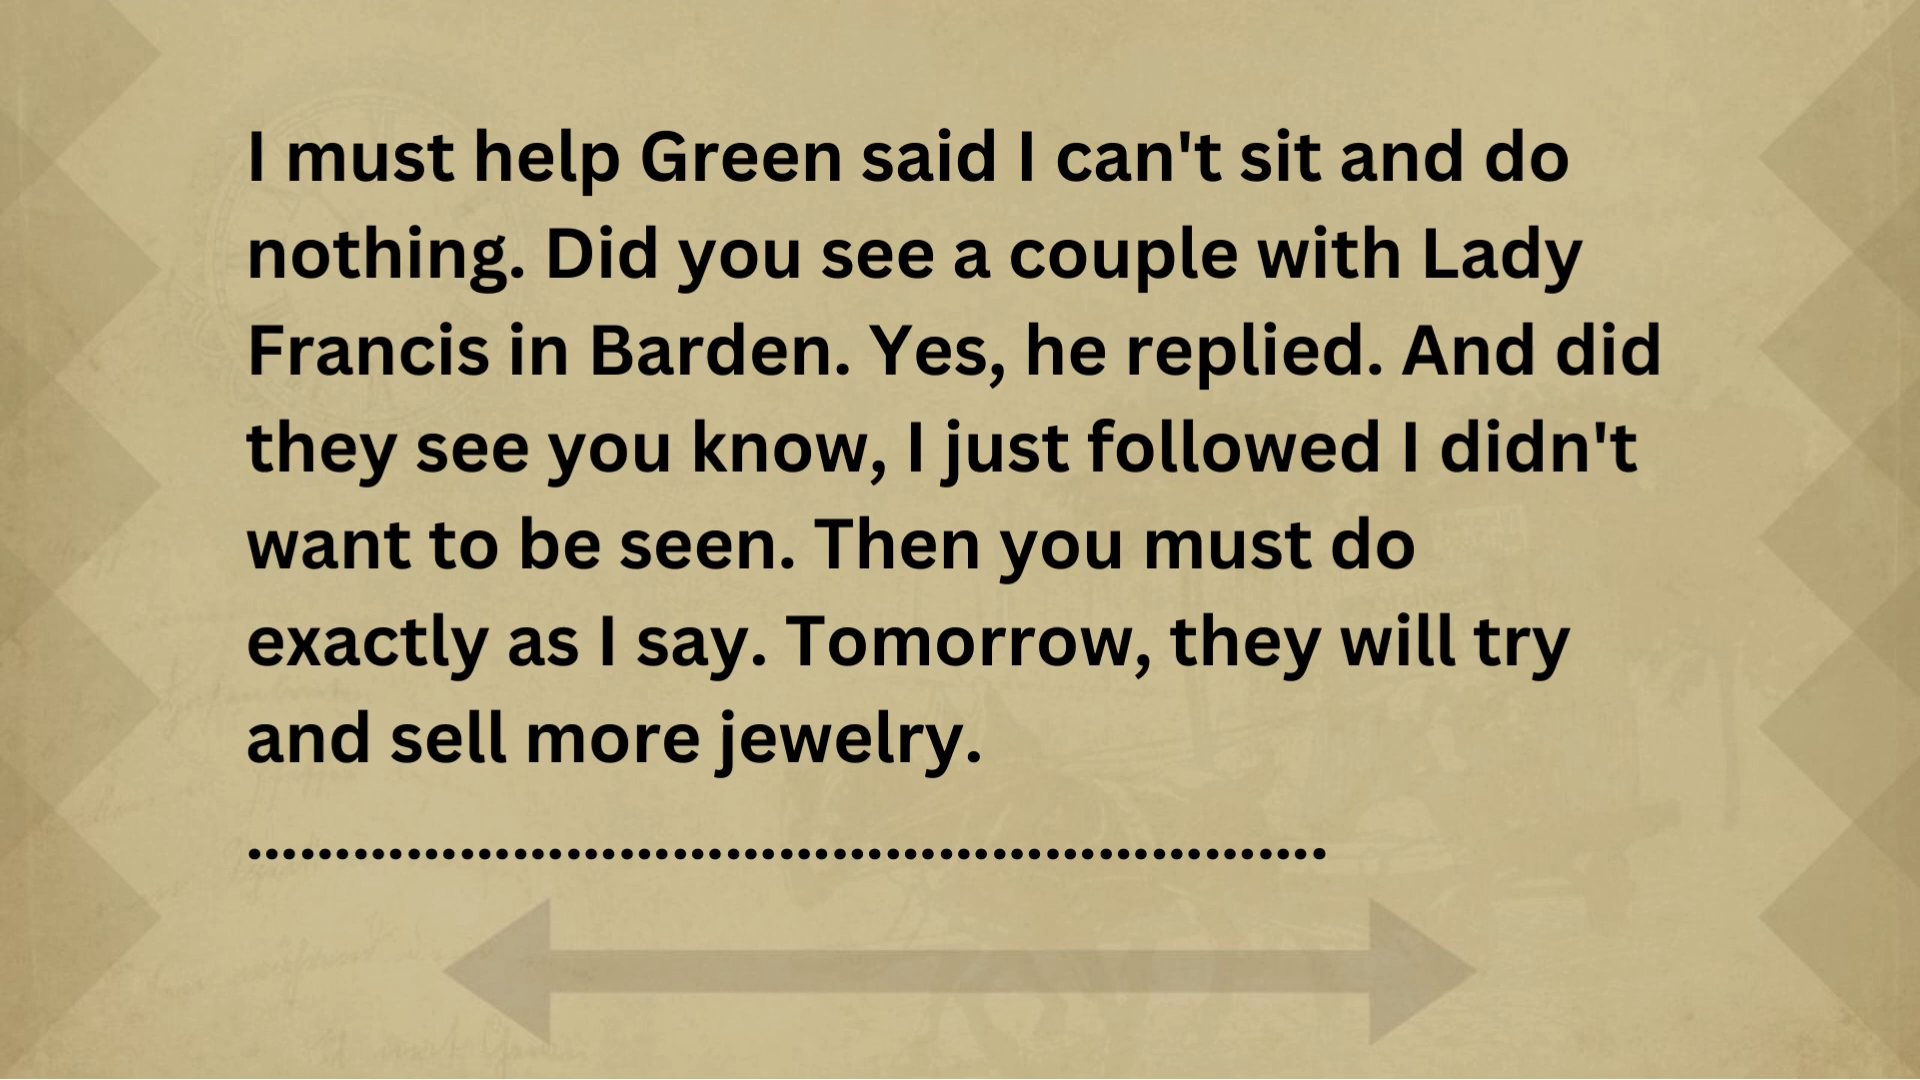 I must help Green said I can't sit and do
nothing. Did you see a couple with Lady
Francis in Barden. Yes, he replied. And did
they see you know, I just followed I didn't
want to be seen. Then you must do
exactly as I say. Tomorrow, they will try
and sell more jewelry.
.............................................................